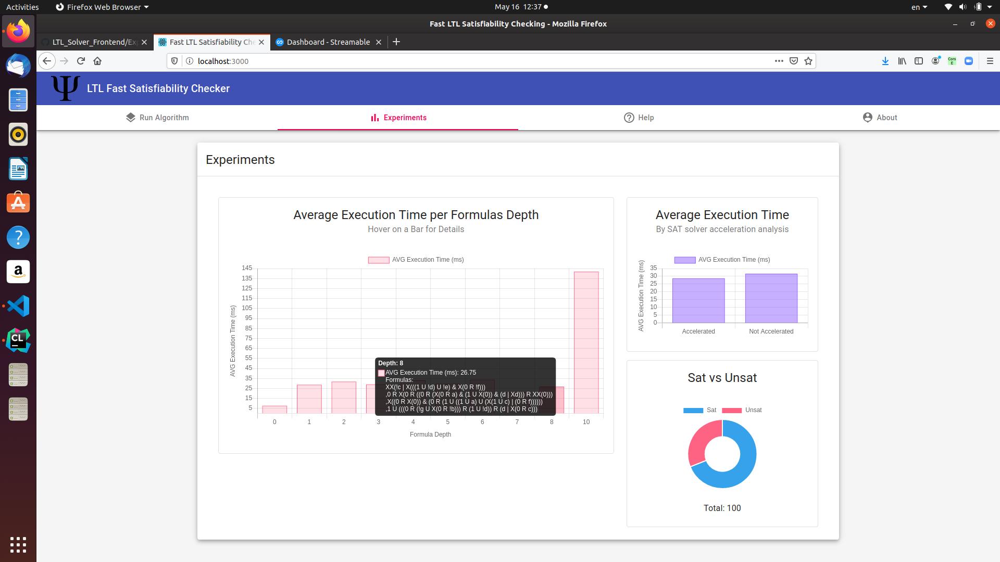 Activities
Firefox Web Browser
May 16 12:37
en
Fast LTL Satisfiability Checking - Mozilla Firefox
LTL_Solver_Frontend/Ex
Fast LTL Satisfiability Che
Dashboard - Streamable
localhost:3000
Cors
E
Ψ
LTL Fast Satisfiability Checker
Run Algorithm
Experiments
Help
About
Experiments
Average Execution Time per Formulas Depth
Hover on a Bar for Details
AVG Execution Time (ms)
145
135
125
115
105
95
85
75
65
55
45
35
25
15
5
AVG Execution Time (ms)
Depth: 8
AVG Execution Time (ms): 26.75
Formulas:
XX(!c | X(((1 U !d) U !e) & X(0 R !f)))
,0 R X(0 R ((0 R (X(0 R a) & (1 U X(0)) & (d | Xd))) R XX(0)))
,X((0 R X(0)) & (0 R (1 U ((1 U a) U (X(1 U c) | (0 R f))))))
,1 U (((0 R (!g U X(0 R !b))) R (1 U !d)) R (d | X(0 R c)))
0 1 2 3 4 5 6 7 8 10
Formula Depth
Average Execution Time
By SAT solver acceleration analysis
AVG Execution Time (ms)
35
30
25
20
15
10
5
0
AVG Execution Time (ms)
Accelerated
Not Accelerated
Sat vs Unsat
Sat
Unsat
Total: 100
a
CL